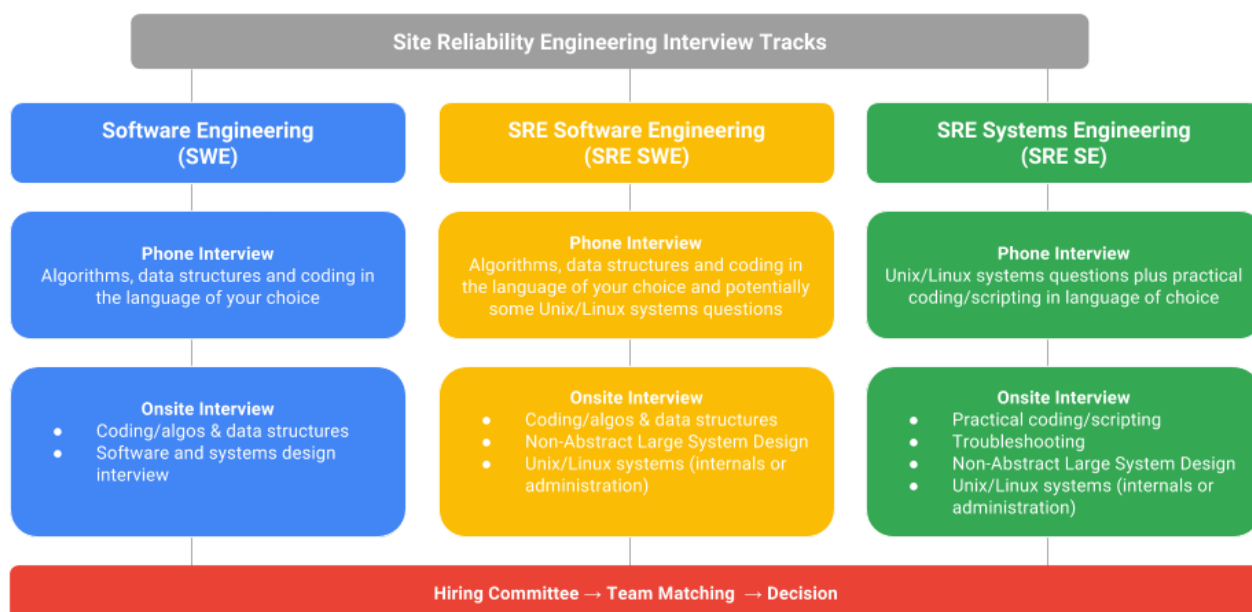 Site Reliability Engineering Interview Tracks
Software Engineering
(SWE)
Phone Interview
Algorithms, data structures and coding in
the language of your choice
Onsite Interview
● Coding/algos & data structures
● Software and systems design
interview
SRE Software Engineering
(SRE SWE)
Phone Interview
Algorithms, data structures and coding in
the language of your choice and potentially
some Unix/Linux systems questions
Onsite Interview
● Coding/algos & data structures
● Non-Abstract Large System Design
● Unix/Linux systems (internals or
administration)
SRE Systems Engineering
(SRE SE)
Phone Interview
Unix/Linux systems questions plus practical
coding/scripting in language of choice
Onsite Interview
● Practical coding/scripting
● Troubleshooting
● Non-Abstract Large System Design
● Unix/Linux systems (internals or
administration)
Hiring Committee → Team Matching → Decision